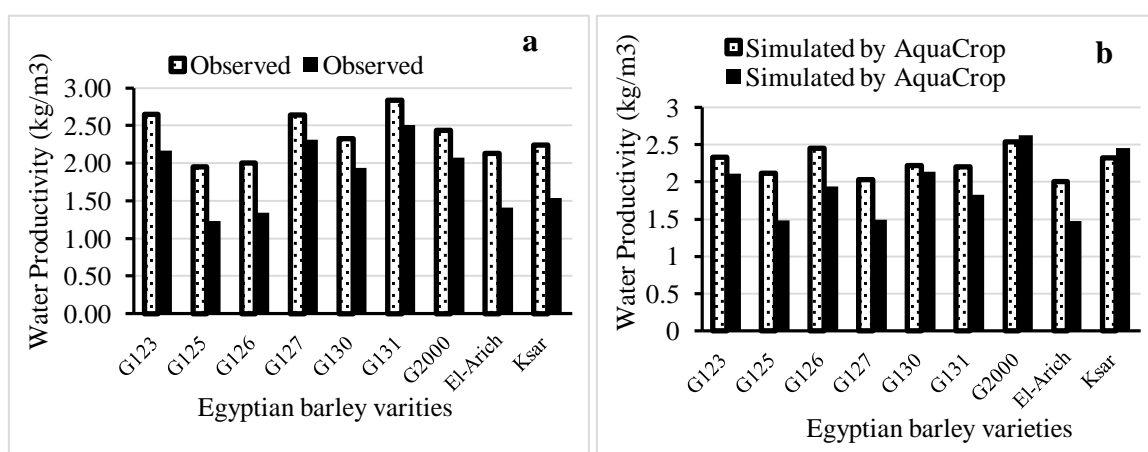 a
Observed Observed
Water Productivity (kg/m3)
3.00
2.50
2.00
1.50
1.00
0.50
0.00
G123 G125 G126 G127 G130 G131 G2000 El-Arich Ksar
Egyptian barley varities
b
Simulated by AquaCrop
Simulated by AquaCrop
Water Productivity (kg/m3)
3
2.5
2
1.5
1
0.5
0
G123 G125 G126 G127 G130 G131 G2000 El-Arich Ksar
Egyptian barley varieties